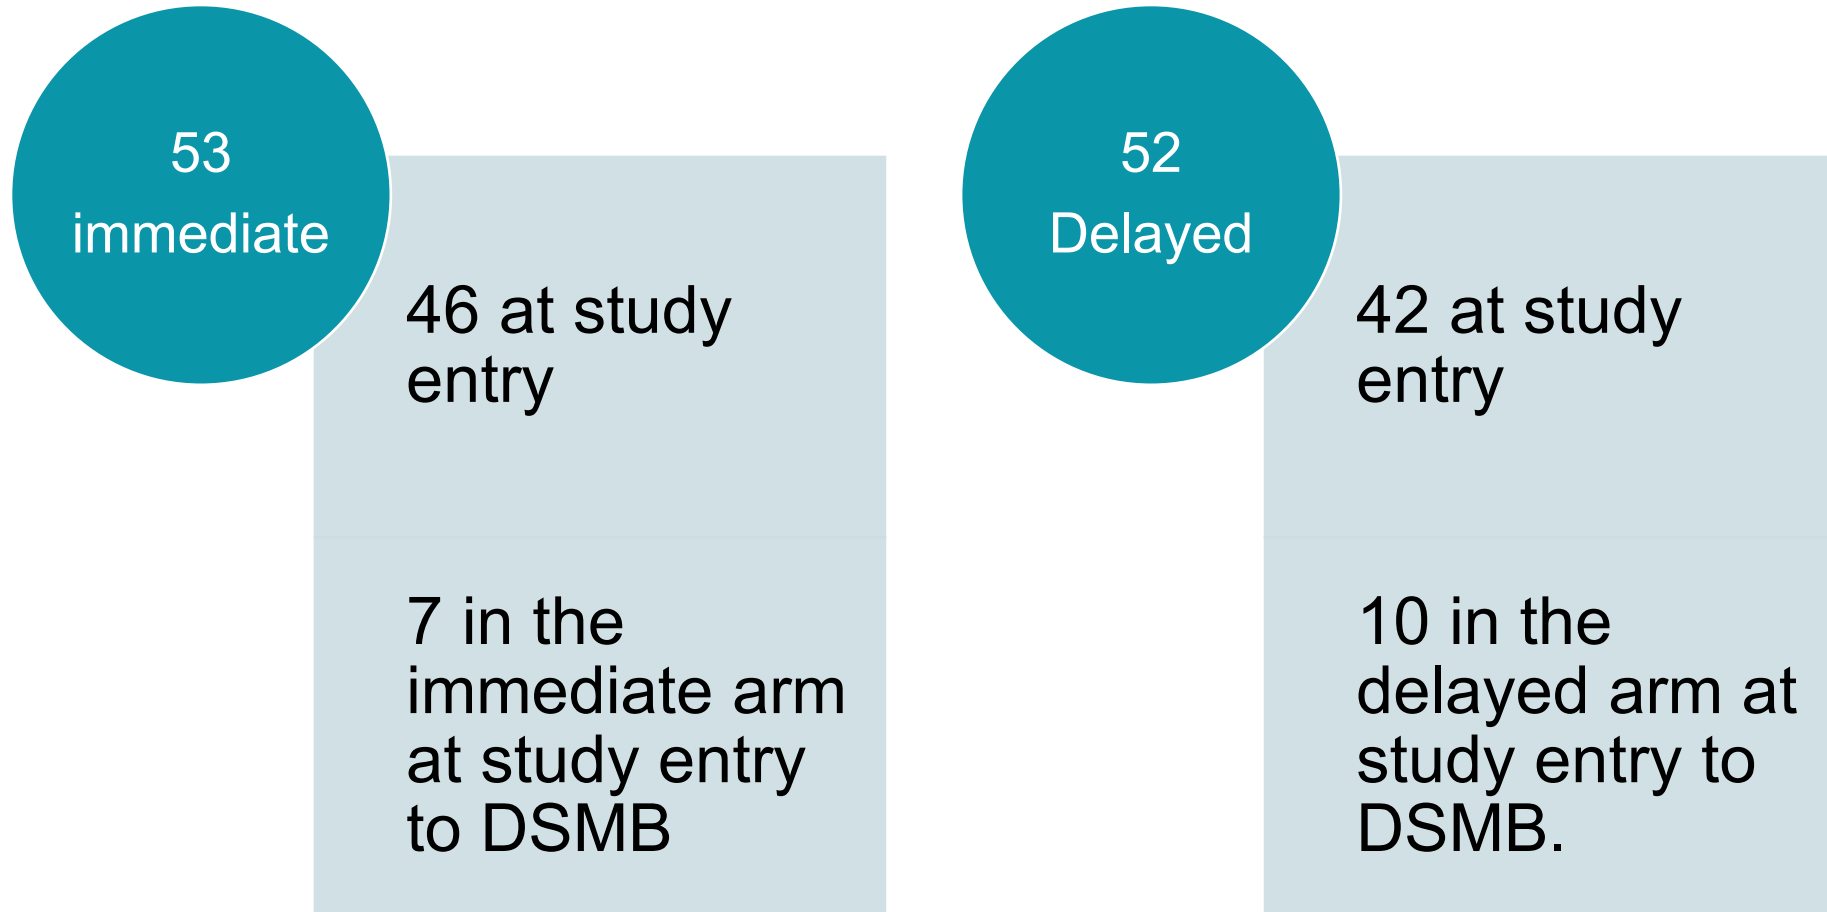 53
immediate
46 at study
entry
7 in the
immediate arm
at study entry
to DSMB
52
Delayed
42 at study
entry
10 in the
delayed arm at
study entry to
DSMB.